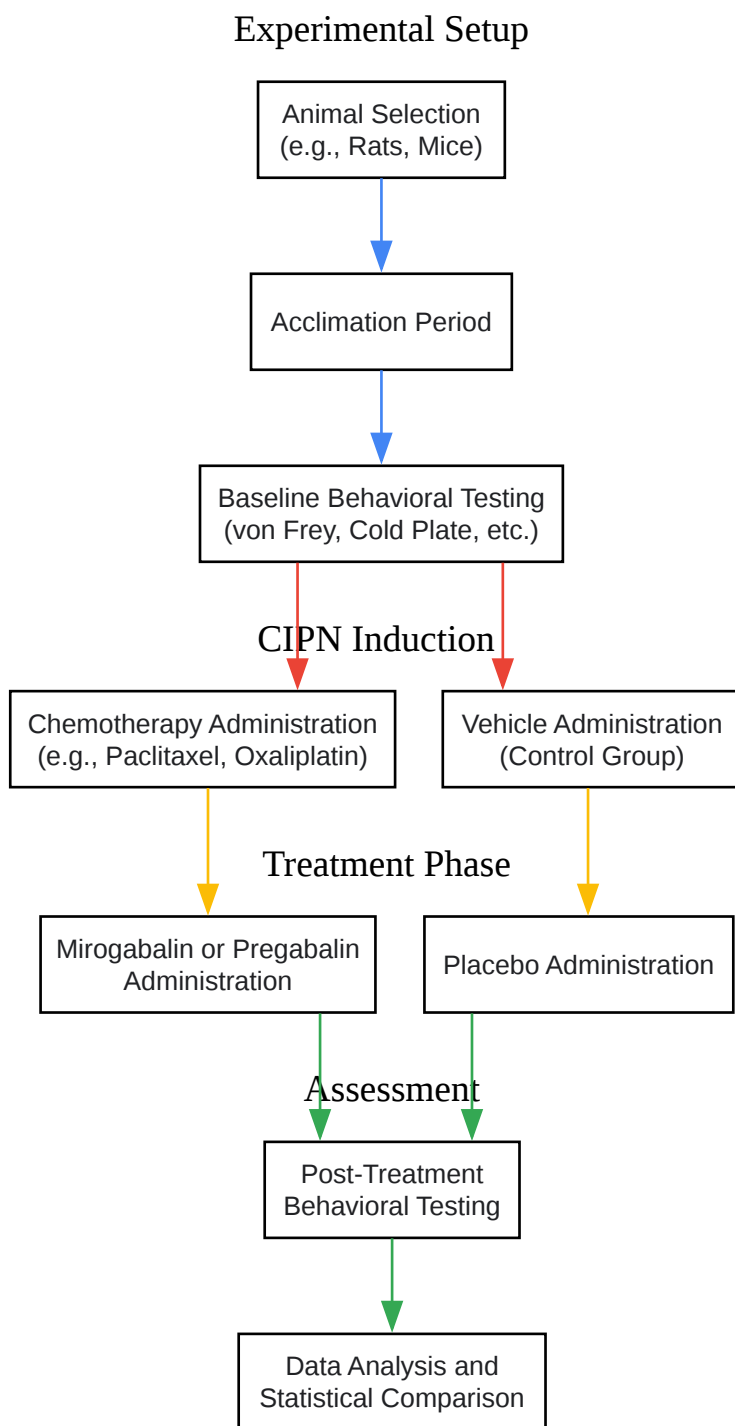 Experimental Setup
Animal Selection
(e.g., Rats, Mice)
Acclimation Period
Baseline Behavioral Testing
(von Frey, Cold Plate, etc.)
CIPN Induction
Chemotherapy Administration
(e.g., Paclitaxel, Oxaliplatin)
Vehicle Administration
(Control Group)
Treatment Phase
Mirogabalin or Pregabalin
Administration
Placebo Administration
Assessment
Post-Treatment
Behavioral Testing
Data Analysis and
Statistical Comparison